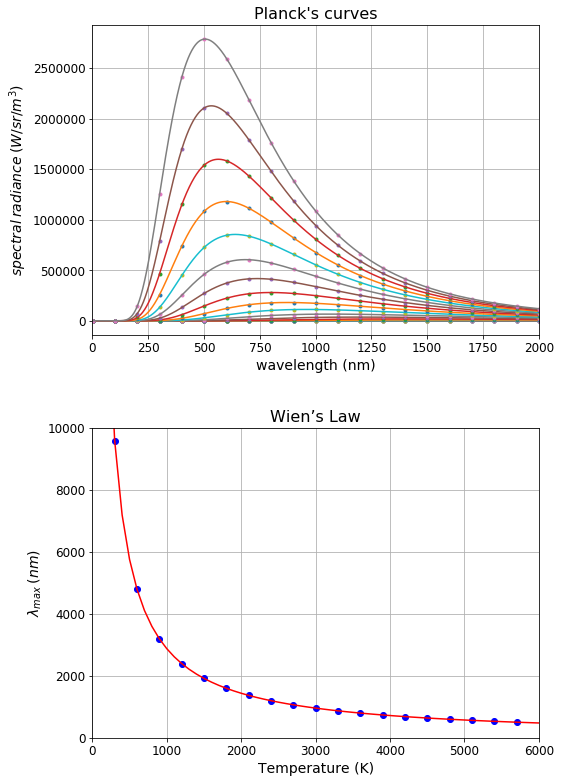 Planck's curves
2500000
2000000
1500000
1000000
500000
0
spectral radiance (W/sr/m³)
0 250 500 750 1000 1250 1500 1750 2000
wavelength (nm)
Wien’s Law
10000
8000
6000
4000
2000
0
λmax (nm)
0 1000 2000 3000 4000 5000 6000
Temperature (K)